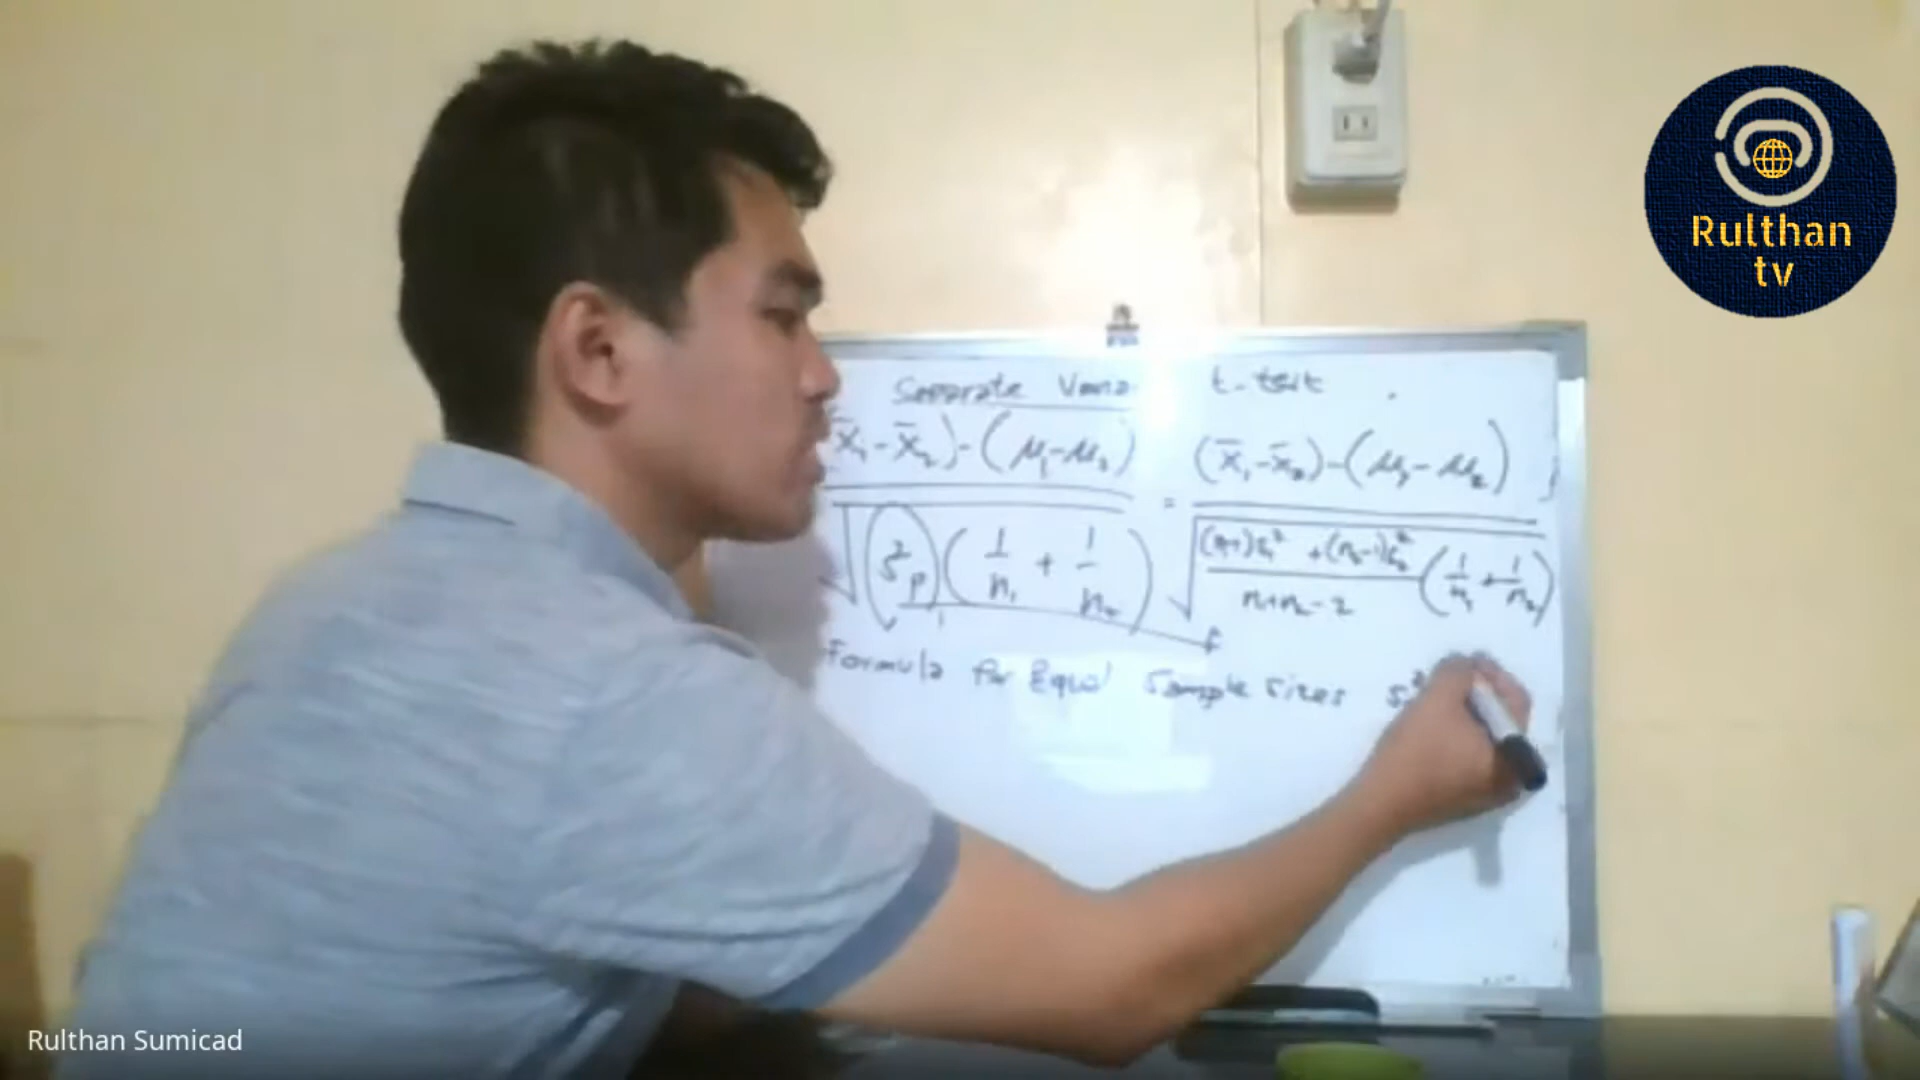 Rulthan
tv
Separate Varia t-test
x̄₁-x̄₂)-(μ₁-μ₂) = (x̄₁-x̄₂)-(μ₁-μ₂)
√ S²p (1/n₁ + 1/n₂) √ (n₁-1)s₁² +(n₂-1)s₂² / n₁+n₂-2 (1/n₁ + 1/n₂)
Formula for Equal Sample Sizes S²
Rulthan Sumicad